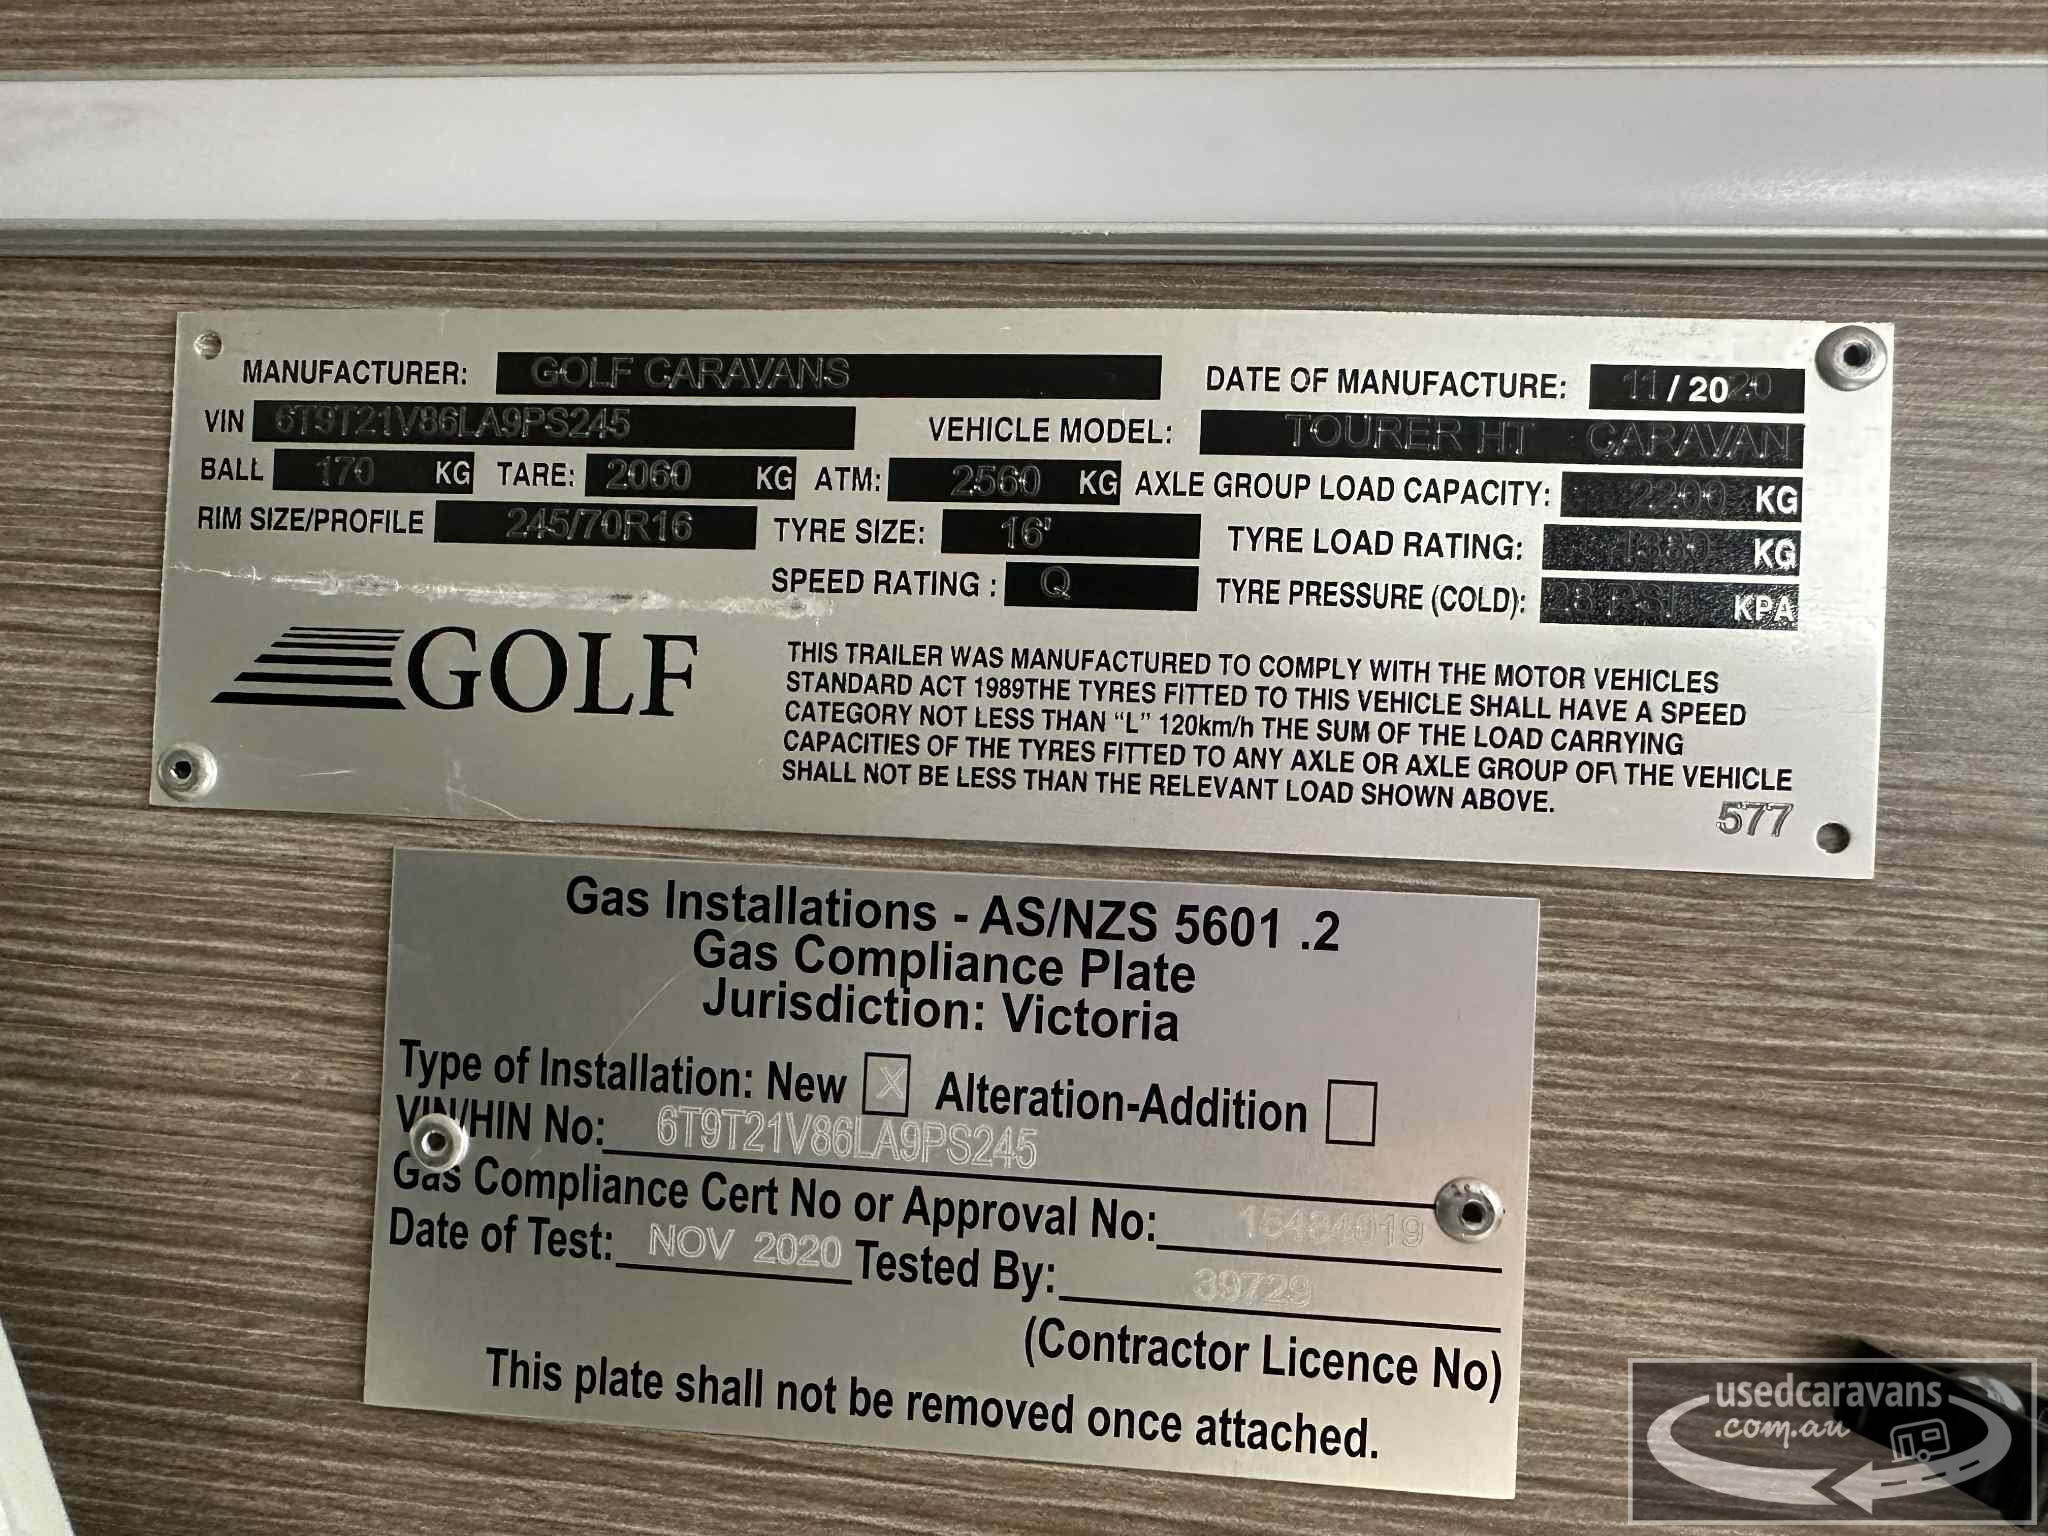 MANUFACTURER: GOLF CARAVANS DATE OF MANUFACTURE: 11/20 20
VIN 6T9T21V86LA9PS245 VEHICLE MODEL: TOURER HT CARAVAN
BALL 170 KG TARE: 2060 KG ATM: 2560 KG AXLE GROUP LOAD CAPACITY: 2200 KG
RIM SIZE/PROFILE 245/70R16 TYRE SIZE: 16' TYRE LOAD RATING: KG
SPEED RATING : Q TYRE PRESSURE (COLD): 28 PSI KPA
GOLF
THIS TRAILER WAS MANUFACTURED TO COMPLY WITH THE MOTOR VEHICLES
STANDARD ACT 1989THE TYRES FITTED TO THIS VEHICLE SHALL HAVE A SPEED
CATEGORY NOT LESS THAN “L” 120km/h THE SUM OF THE LOAD CARRYING
CAPACITIES OF THE TYRES FITTED TO ANY AXLE OR AXLE GROUP OF\ THE VEHICLE
SHALL NOT BE LESS THAN THE RELEVANT LOAD SHOWN ABOVE.
577
Gas Installations - AS/NZS 5601 .2
Gas Compliance Plate
Jurisdiction: Victoria
Type of Installation: New X Alteration-Addition
VIN/HIN No: 6T9T21V86LA9PS245
Gas Compliance Cert No or Approval No:
Date of Test: NOV 2020 Tested By: 39729
(Contractor Licence No)
This plate shall not be removed once attached.
usedcaravans
.com.au